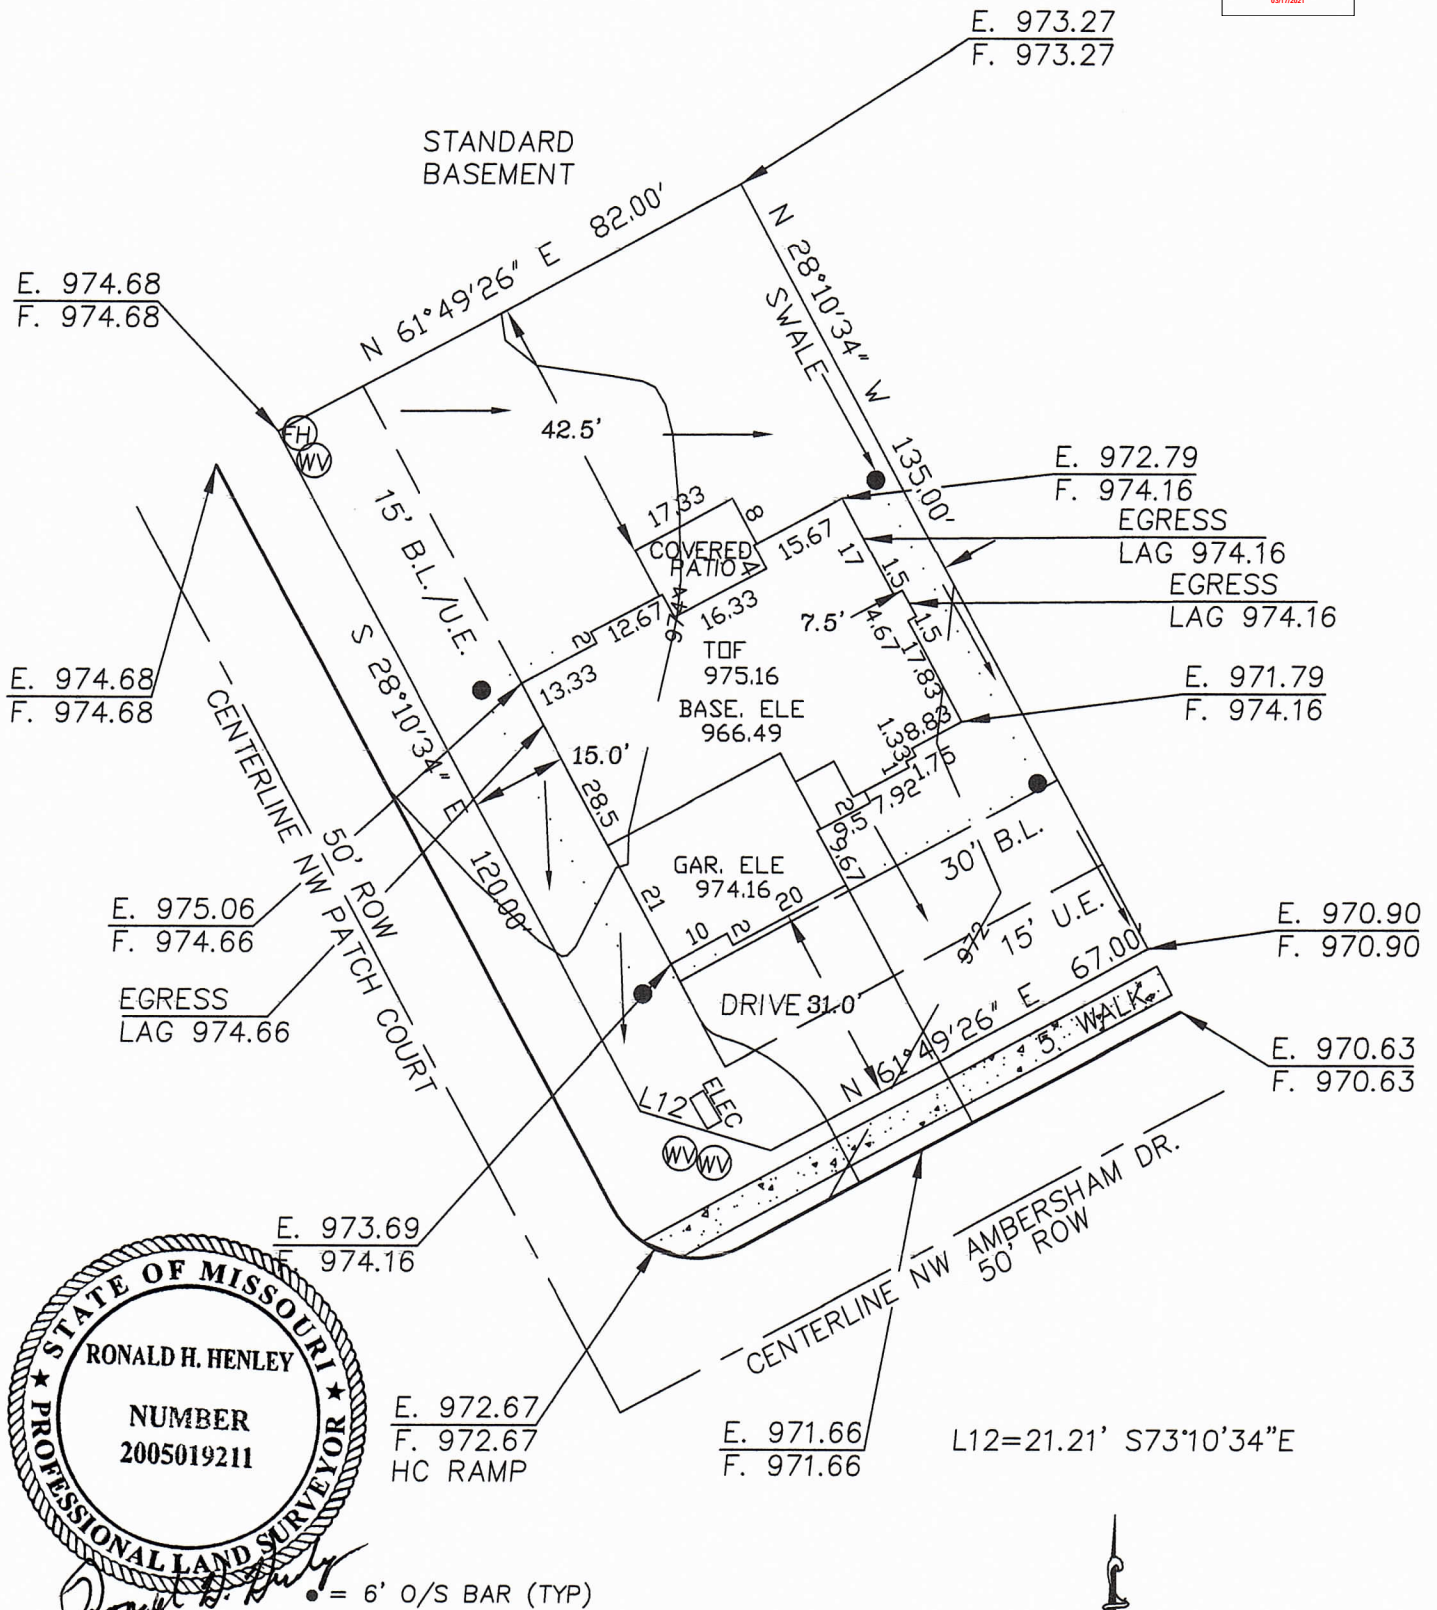 03/17/2021
E. 973.27
F. 973.27
STANDARD
BASEMENT
N 61°49'26" E 82.00'
N 28°10'34" W 135.00'
SWALE
E. 974.68
F. 974.68
FH
WV
42.5'
15' B.L./U.E.
17.33
8
COVERED
PATIO
4
15.67
17
E. 972.79
F. 974.16
EGRESS
LAG 974.16
EGRESS
LAG 974.16
1.5
7.5'
4.67
1.5
17.83
12.67
2
974
4
16.33
13.33
TOF
975.16
BASE. ELE
966.49
E. 974.68
F. 974.68
S 28°10'34" E 120.00'
CENTERLINE NW PATCH COURT
50' ROW
15.0'
28.5
E. 971.79
F. 974.16
8.83
1.33
1
1.75
7.92
2
9.5
9.67
30' B.L.
GAR. ELE
974.16
21
20
10
2
E. 975.06
F. 974.66
EGRESS
LAG 974.66
972
15' U.E.
E. 970.90
F. 970.90
DRIVE
31.0'
N 61°49'26" E 67.00'
5' WALK
E. 970.63
F. 970.63
L12
ELEC
WV
WV
CENTERLINE NW AMBERSHAM DR.
50' ROW
E. 973.69
F. 974.16
STATE OF MISSOURI
RONALD H. HENLEY
NUMBER
2005019211
PROFESSIONAL LAND SURVEYOR
E. 972.67
F. 972.67
HC RAMP
E. 971.66
F. 971.66
L12=21.21' S73°10'34"E
= 6' O/S BAR (TYP)